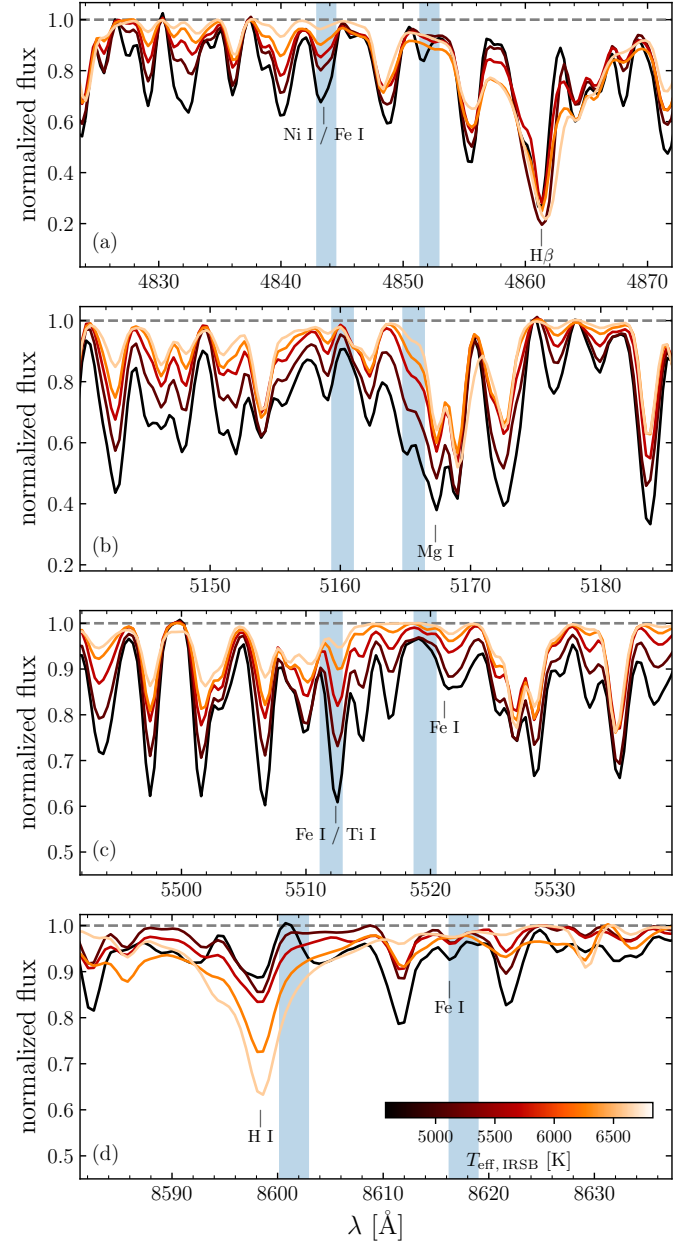 1.0
0.8
0.6
0.4
0.2
normalized flux
Ni I / Fe I
Hβ
(a)
4830 4840 4850 4860 4870
1.0
0.8
0.6
0.4
0.2
normalized flux
Mg I
(b)
5150 5160 5170 5180
1.0
0.9
0.8
0.7
0.6
0.5
normalized flux
Fe I
Fe I / Ti I
(c)
5500 5510 5520 5530
1.0
0.9
0.8
0.7
0.6
0.5
normalized flux
Fe I
H I
5000 5500 6000 6500
T_eff, IRSB [K]
(d)
8590 8600 8610 8620 8630
λ [Å]